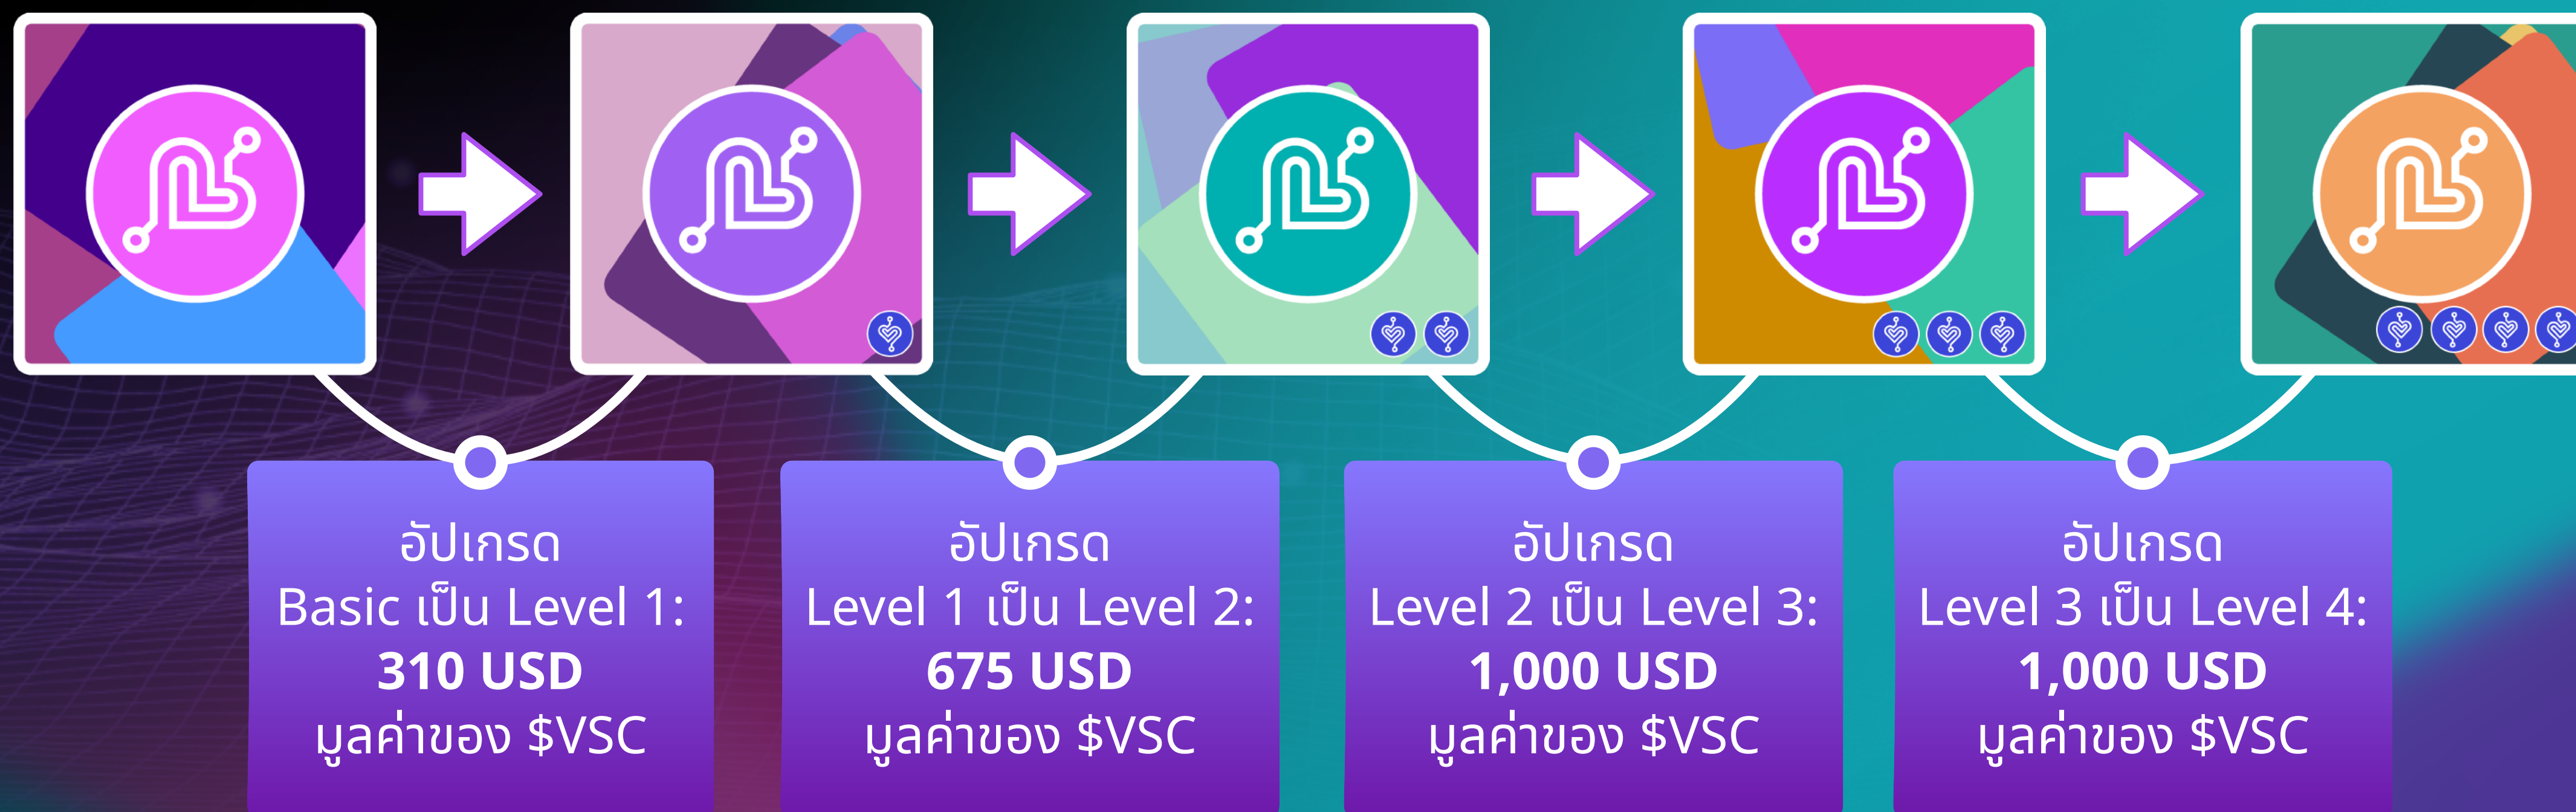 อัปเกรด
Basic เป็น Level 1:
310 USD
มูลค่าของ $VSC
อัปเกรด
Level 1 เป็น Level 2:
675 USD
มูลค่าของ $VSC
อัปเกรด
Level 2 เป็น Level 3:
1,000 USD
มูลค่าของ $VSC
อัปเกรด
Level 3 เป็น Level 4:
1,000 USD
มูลค่าของ $VSC